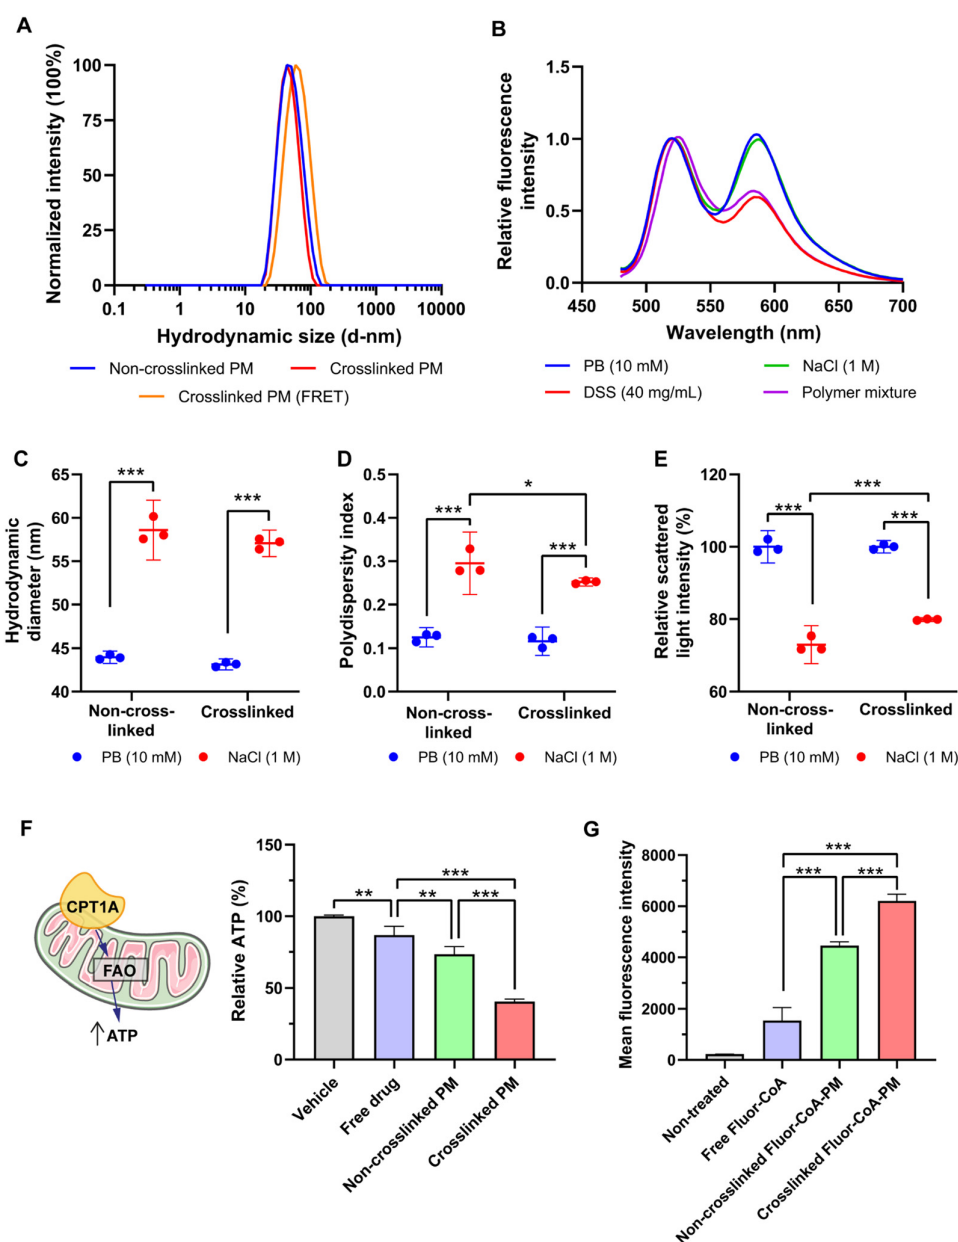 A
Normalized intensity (100%)
100
75
50
25
0
0.1 1 10 100 1000 10000
Hydrodynamic size (d-nm)
Non-crosslinked PM
Crosslinked PM
Crosslinked PM (FRET)
B
Relative fluorescence
intensity
1.5
1.0
0.5
0.0
450 500 550 600 650 700
Wavelength (nm)
PB (10 mM)
NaCl (1 M)
DSS (40 mg/mL)
Polymer mixture
C
Hydrodynamic
diameter (nm)
65
60
55
50
45
40
***
***
Non-cross-
linked
Crosslinked
PB (10 mM)
NaCl (1 M)
D
Polydispersity index
0.5
0.4
0.3
0.2
0.1
0.0
*
***
***
Non-cross-
linked
Crosslinked
PB (10 mM)
NaCl (1 M)
E
Relative scattered
light intensity (%)
120
100
80
60
***
***
***
Non-cross-
linked
Crosslinked
PB (10 mM)
NaCl (1 M)
F
CPT1A
FAO
↑ATP
Relative ATP (%)
150
100
50
0
***
** ** ***
Vehicle
Free drug
Non-crosslinked PM
Crosslinked PM
G
Mean fluorescence intensity
8000
6000
4000
2000
0
***
*** ***
Non-treated
Free Fluor-CoA
Non-crosslinked Fluor-CoA-PM
Crosslinked Fluor-CoA-PM